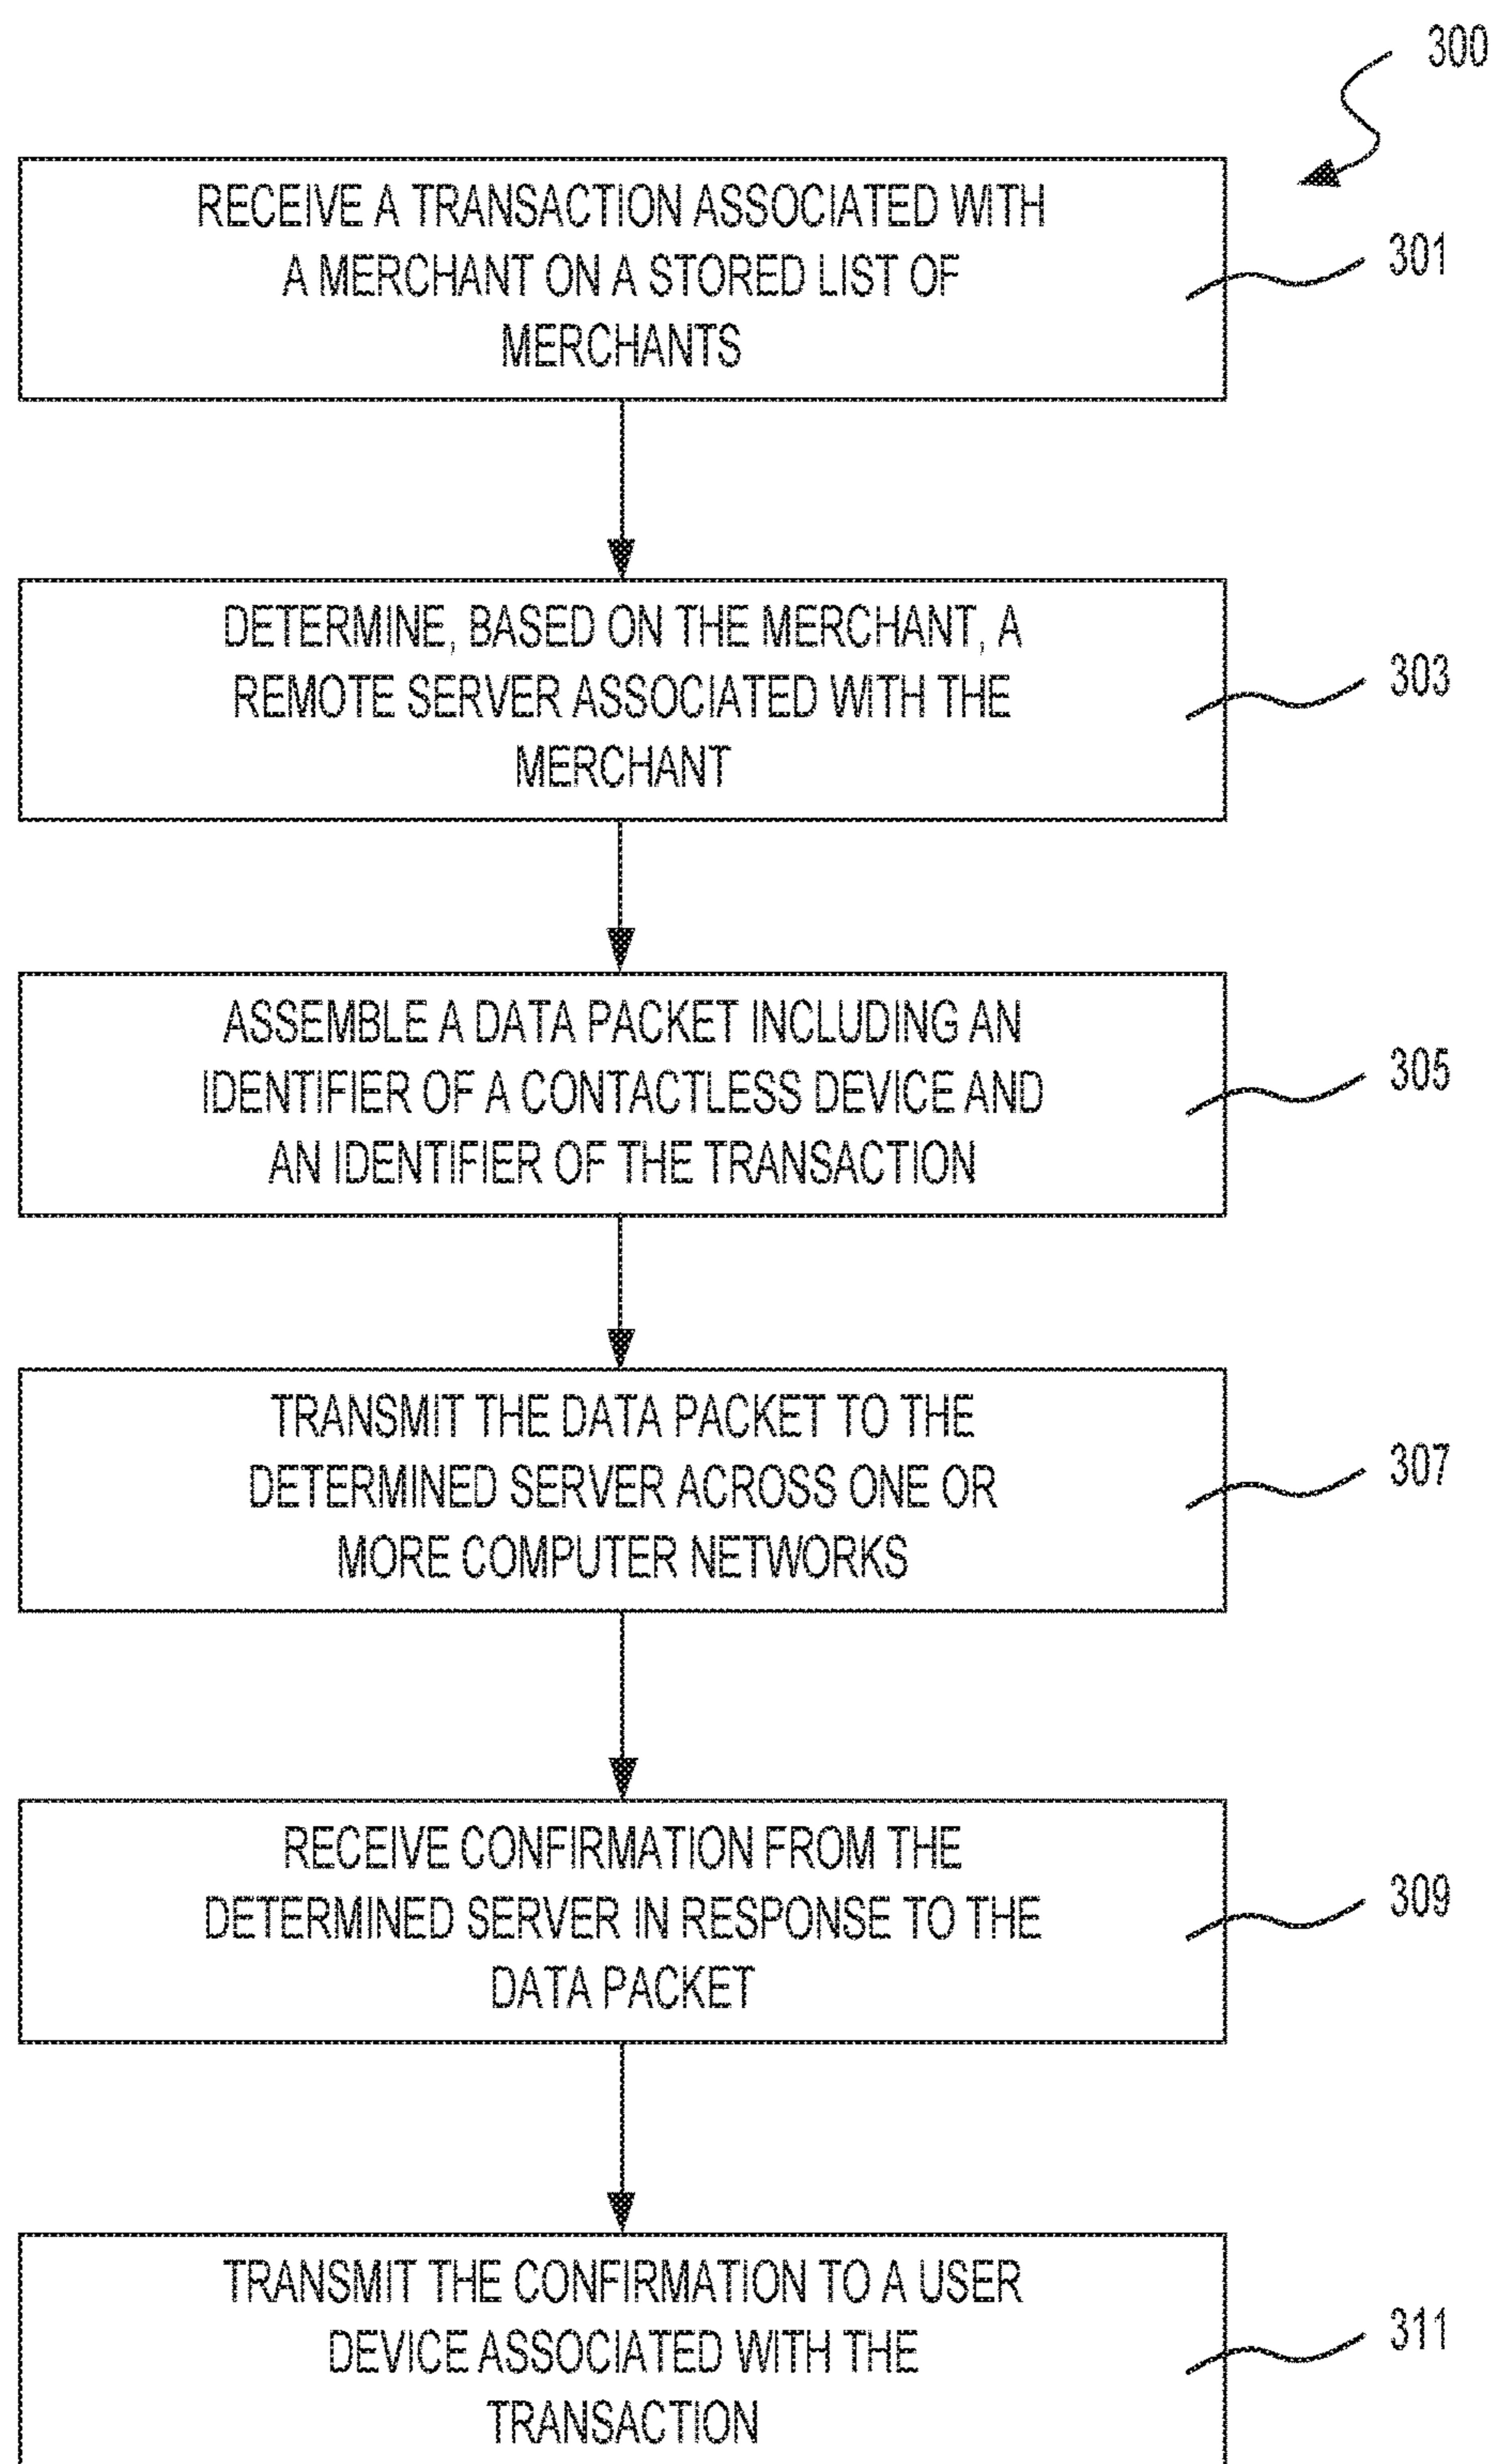 300
RECEIVE A TRANSACTION ASSOCIATED WITH
A MERCHANT ON A STORED LIST OF
MERCHANTS
301
DETERMINE, BASED ON THE MERCHANT, A
REMOTE SERVER ASSOCIATED WITH THE
MERCHANT
303
ASSEMBLE A DATA PACKET INCLUDING AN
IDENTIFIER OF A CONTACTLESS DEVICE AND
AN IDENTIFIER OF THE TRANSACTION
305
TRANSMIT THE DATA PACKET TO THE
DETERMINED SERVER ACROSS ONE OR
MORE COMPUTER NETWORKS
307
RECEIVE CONFIRMATION FROM THE
DETERMINED SERVER IN RESPONSE TO THE
DATA PACKET
309
TRANSMIT THE CONFIRMATION TO A USER
DEVICE ASSOCIATED WITH THE
TRANSACTION
311